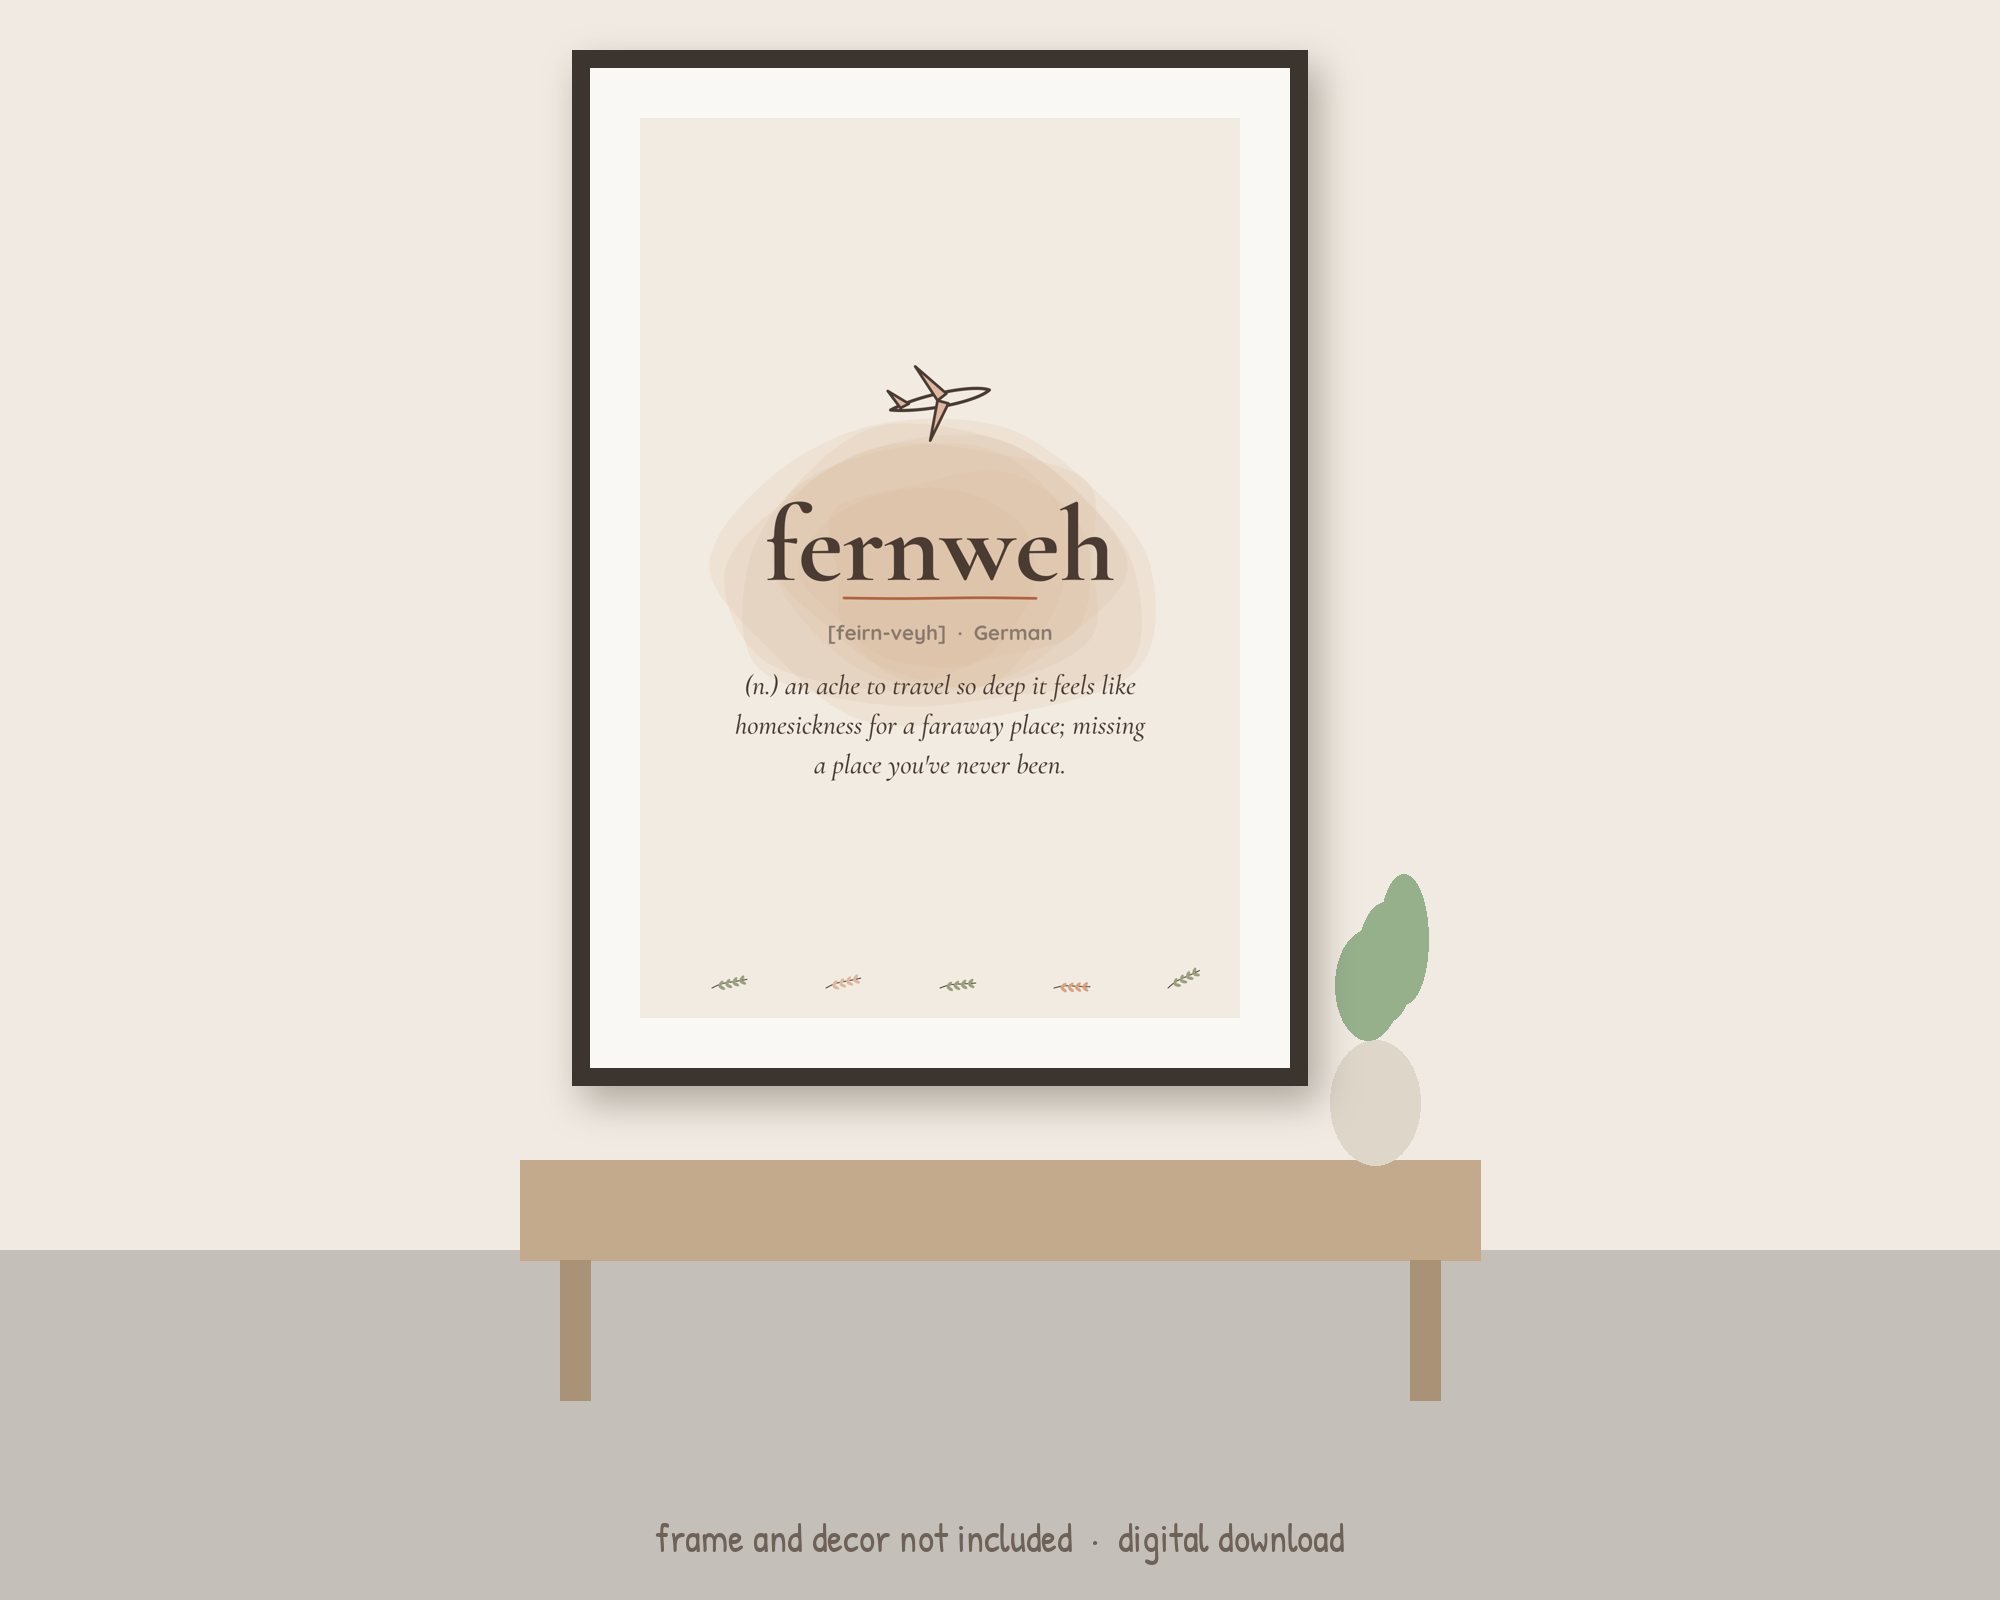 fernweh
[feirn-veyh] · German
(n.) an ache to travel so deep it feels like
homesickness for a faraway place; missing
a place you've never been.
frame and decor not included · digital download